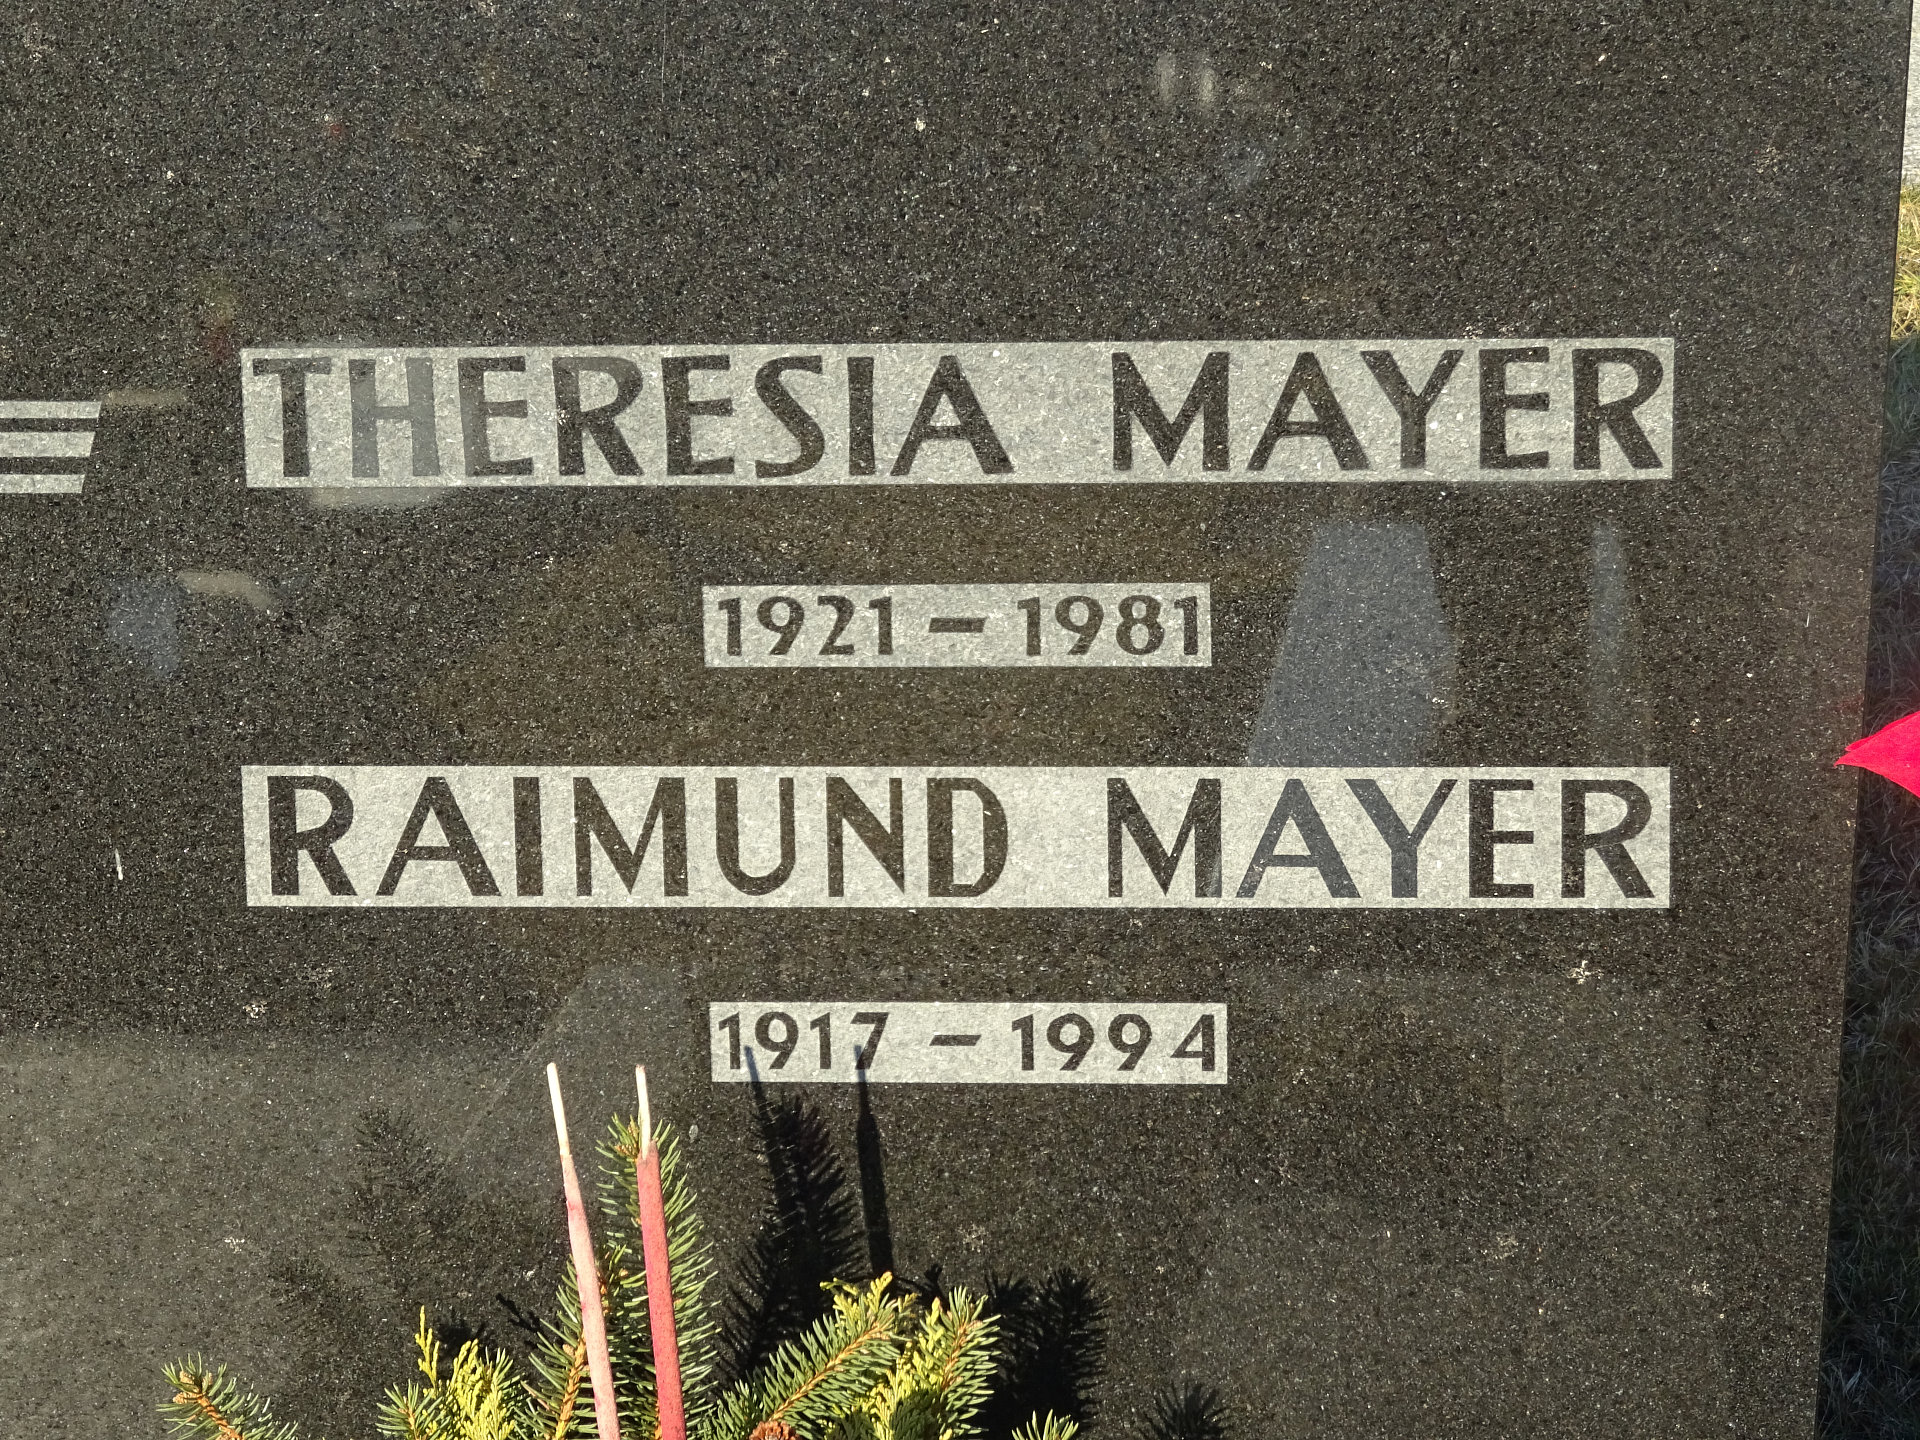 THERESIA MAYER
1921 – 1981
RAIMUND MAYER
1917 – 1994